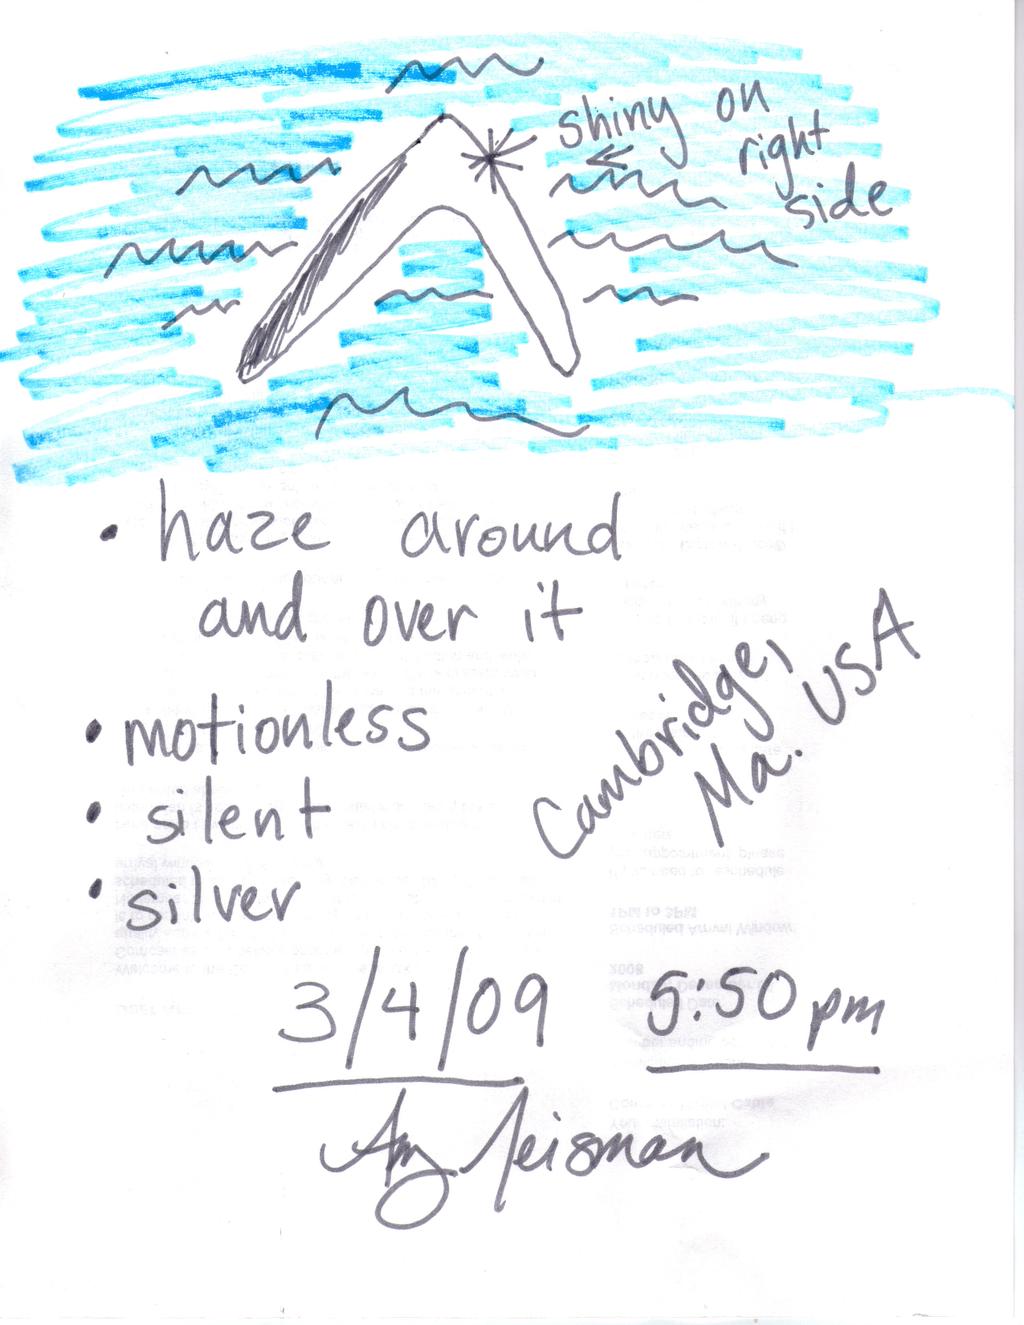 shiny on
right
side
• haze around
and over it
• motionless
• silent
• silver
Cambridge,
Ma. USA
3/4/09 5:50 pm
Amy